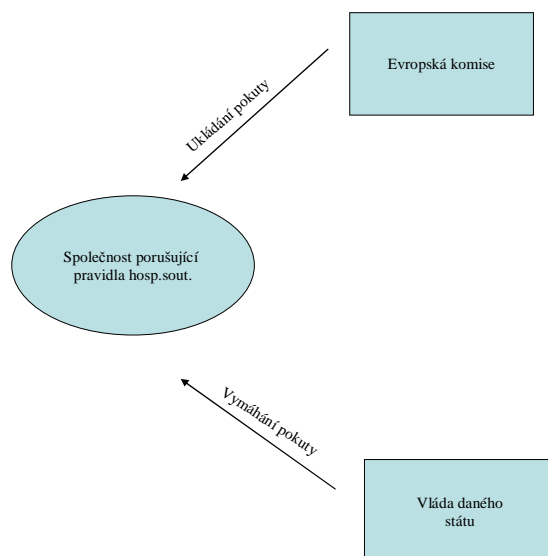 Evropská komise
Ukládání pokuty
Společnost porušující
pravidla hosp.sout.
Vymáhání pokuty
Vláda daného
státu